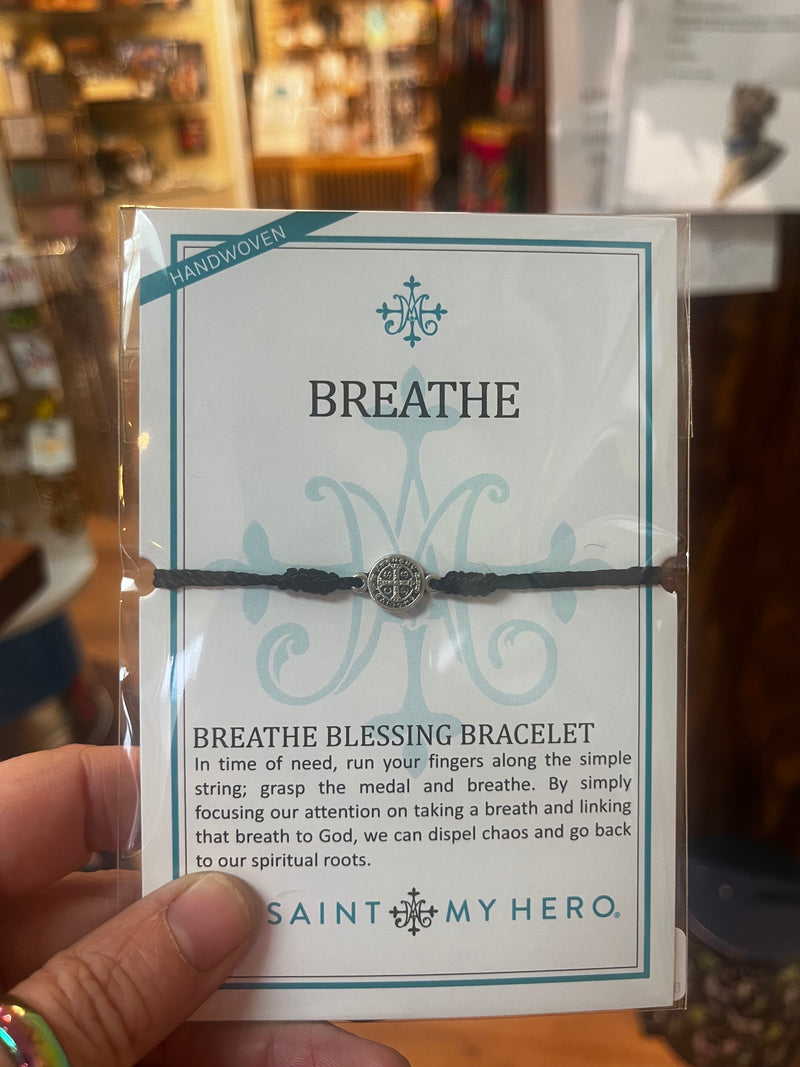 HANDWOVEN
BREATHE
BREATHE BLESSING BRACELET
In time of need, run your fingers along the simple
string; grasp the medal and breathe. By simply
focusing our attention on taking a breath and linking
that breath to God, we can dispel chaos and go back
to our spiritual roots.
SAINT MY HERO®